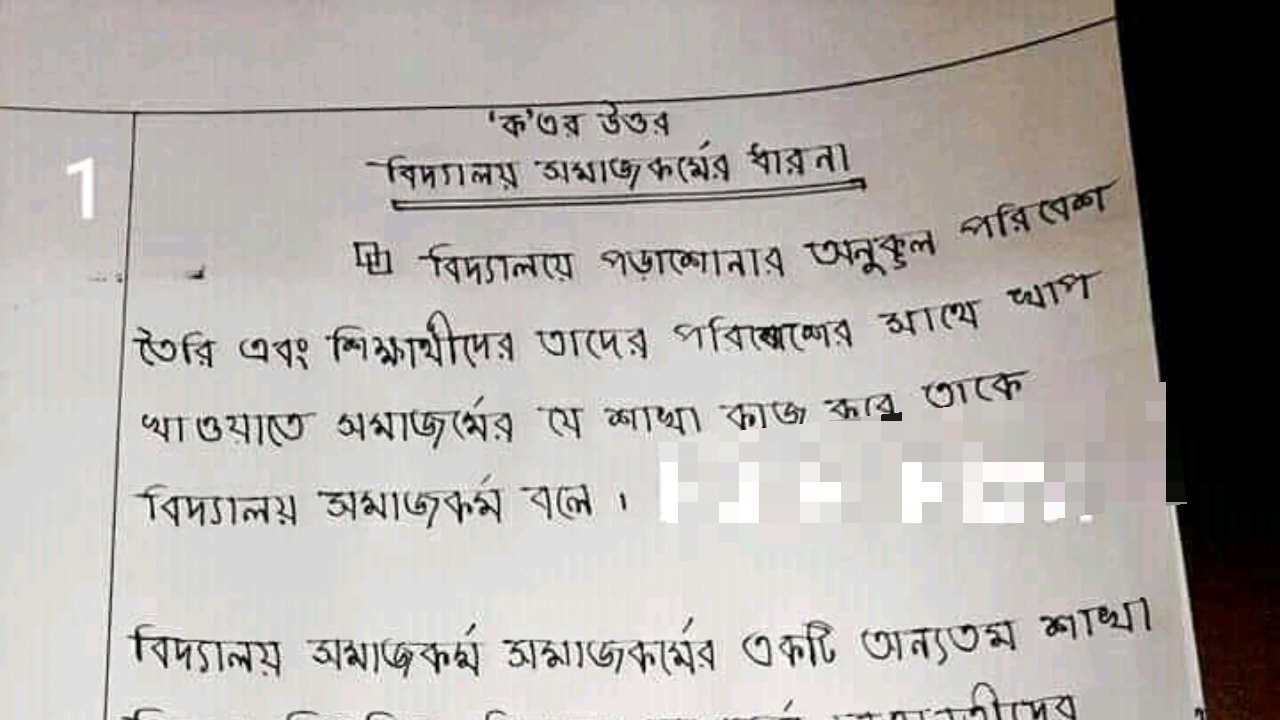 'ক'এর উত্তর
বিদ্যালয় সমাজকর্মের ধারনা
1
বিদ্যালয়ে পড়াশোনার অনুকুল পরিবেশ
তৈরি এবং শিক্ষার্থীদের তাদের পরিবেশের সাথে খাপ
খাওয়াতে সমাজর্মের যে শাখা কাজ করে তাকে
বিদ্যালয় সমাজকর্ম বলে ।
বিদ্যালয় সমাজকর্ম সমাজকর্মের একটি অন্যতম শাখা